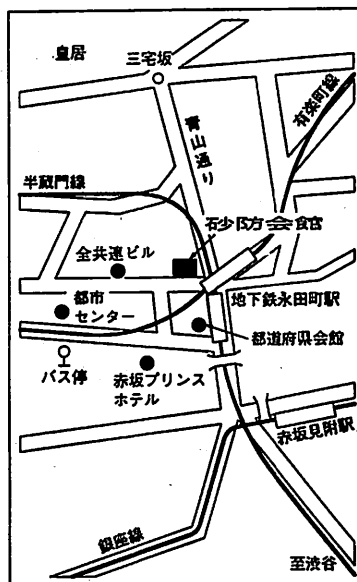 皇居
三宅坂
有楽町線
青山通り
半蔵門線
砂防会館
全共連ビル
都市
センター
地下鉄永田町駅
都道府県会館
バス停
赤坂プリンス
ホテル
赤坂見附駅
銀座線
至渋谷